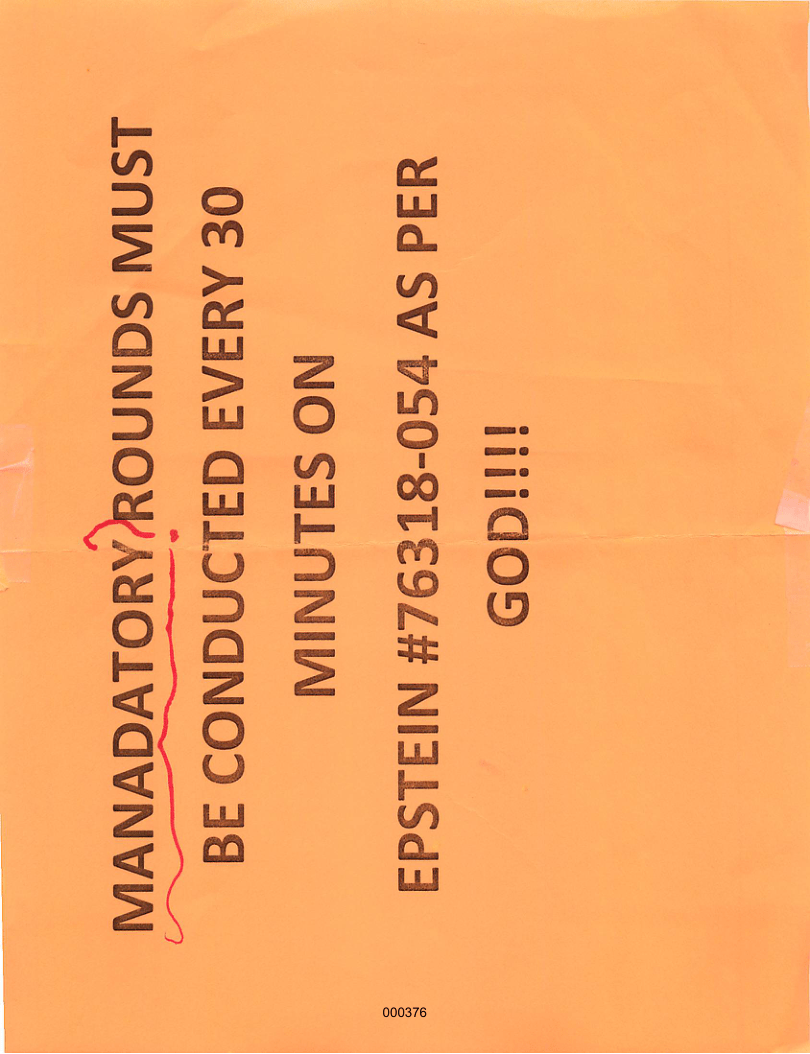 MANADATORY ROUNDS MUST
BE CONDUCTED EVERY 30
MINUTES ON
EPSTEIN #76318-054 AS PER
GOD!!!!
?
000376